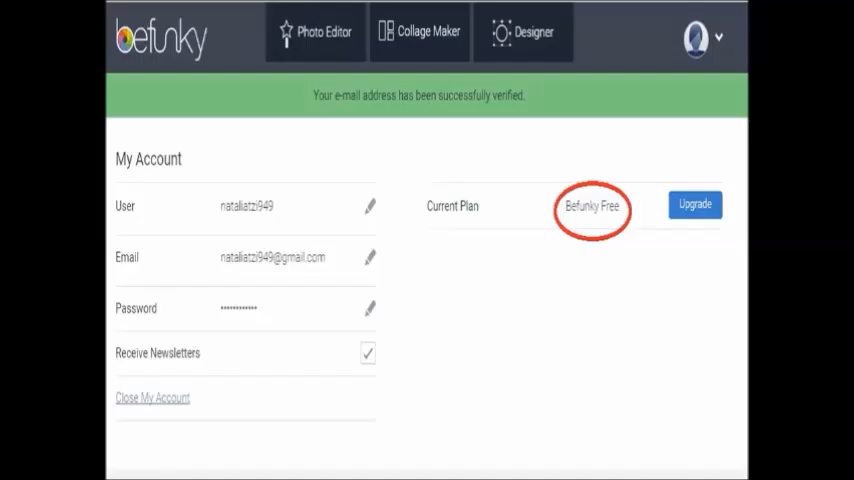 befunky Photo Editor Collage Maker Designer
Your e-mail address has been successfully verified.
My Account
User nataliatzi949 Current Plan Befunky Free Upgrade
Email nataliatzi949@gmail.com
Password ••••••••••••
Receive Newsletters
Close My Account